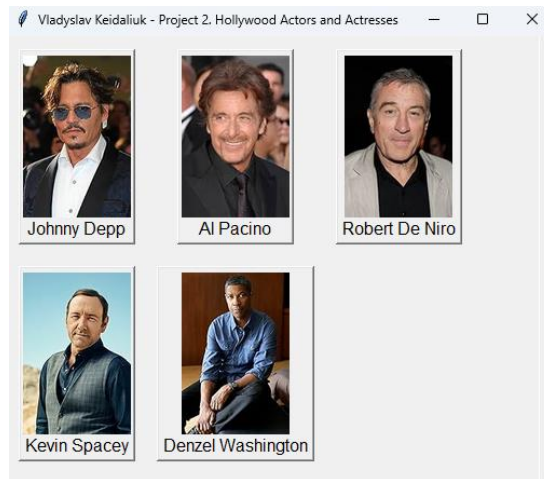 Vladyslav Keidaliuk - Project 2. Hollywood Actors and Actresses
Johnny Depp
Al Pacino
Robert De Niro
Kevin Spacey
Denzel Washington